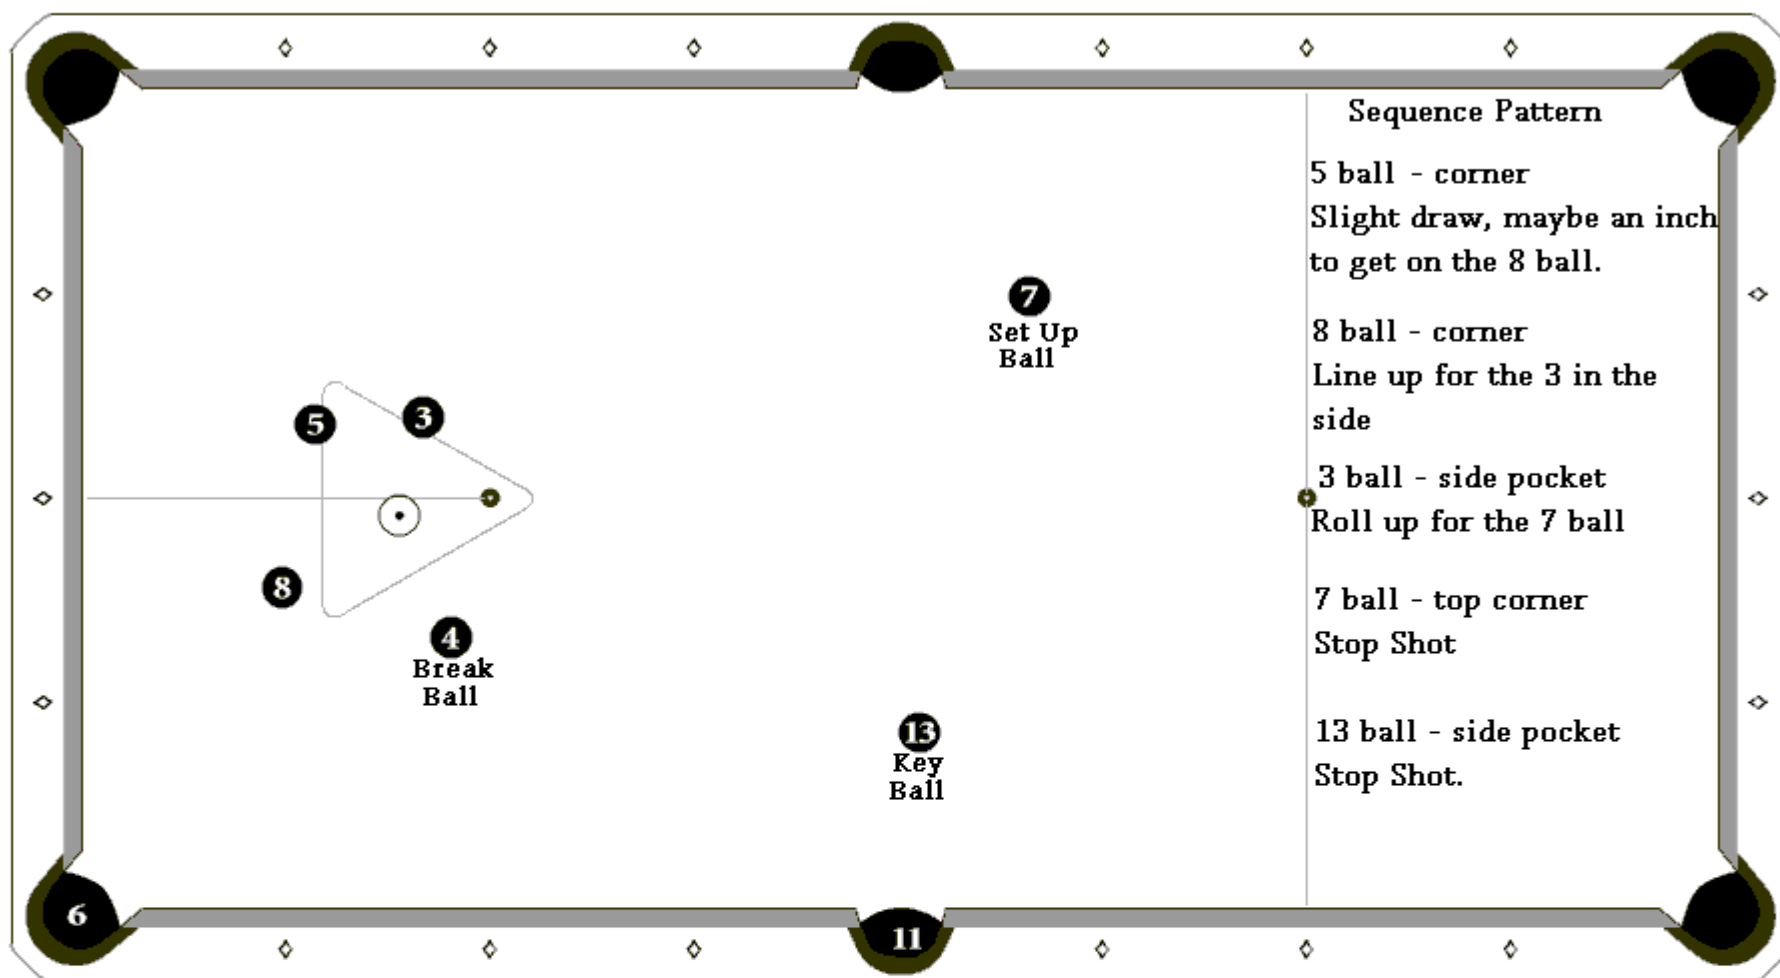 Sequence Pattern
5 ball - corner
Slight draw, maybe an inch
to get on the 8 ball.
8 ball - corner
Line up for the 3 in the
side
3 ball - side pocket
Roll up for the 7 ball
7 ball - top corner
Stop Shot
13 ball - side pocket
Stop Shot.
7
Set Up
Ball
5
3
8
4
Break
Ball
13
Key
Ball
6
11